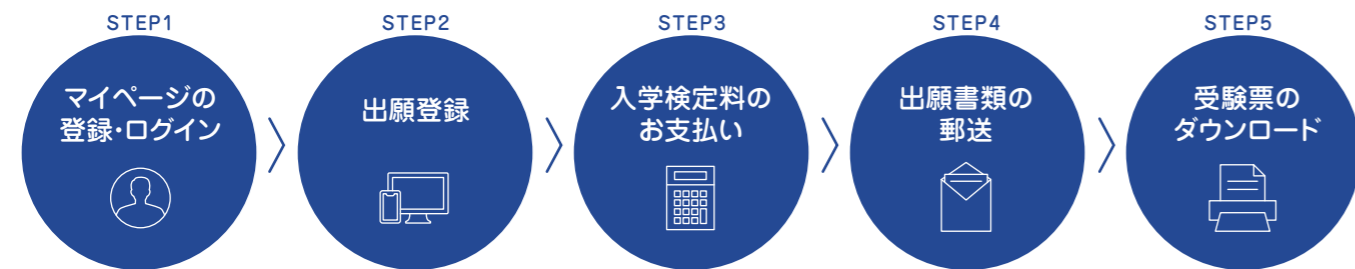 STEP1
マイページの
登録・ログイン
STEP2
出願登録
STEP3
入学検定料の
お支払い
STEP4
出願書類の
郵送
STEP5
受験票の
ダウンロード